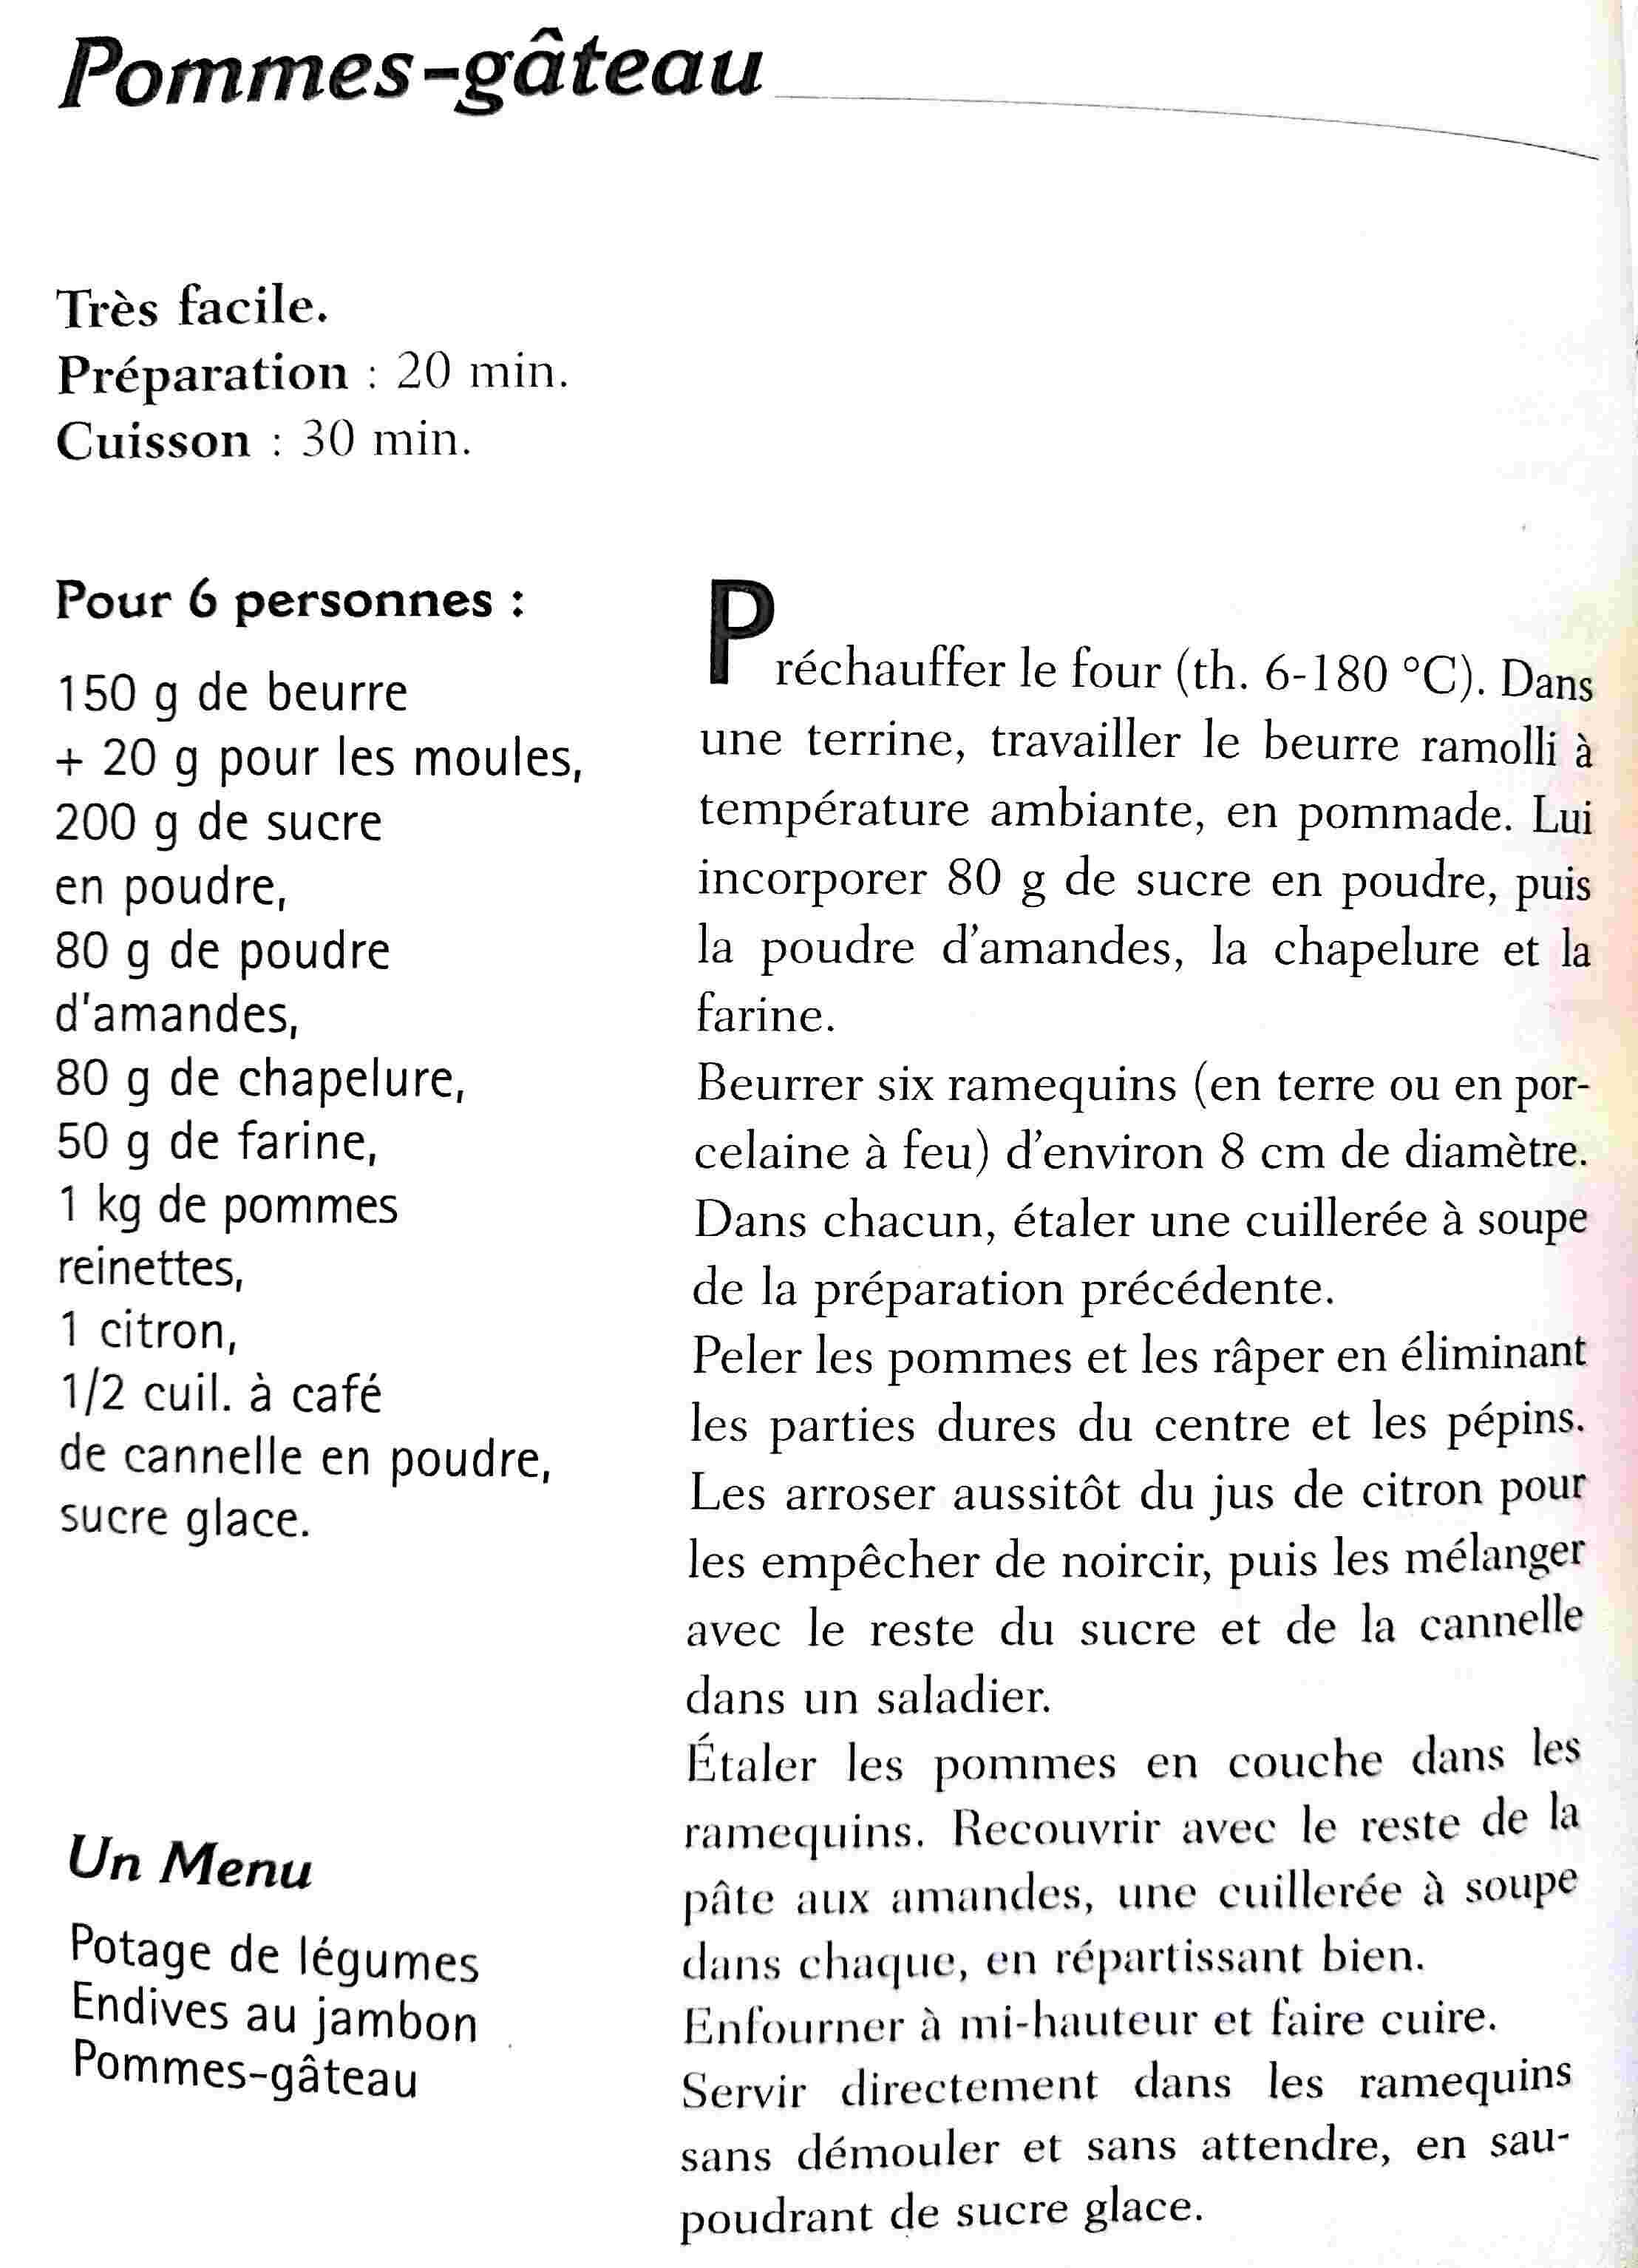 Pommes-gâteau
Très facile.
Préparation : 20 min.
Cuisson : 30 min.
Pour 6 personnes :
150 g de beurre
+ 20 g pour les moules,
200 g de sucre
en poudre,
80 g de poudre
d'amandes,
80 g de chapelure,
50 g de farine,
1 kg de pommes
reinettes,
1 citron,
1/2 cuil. à café
de cannelle en poudre,
sucre glace.
Un Menu
Potage de légumes
Endives au jambon
Pommes-gâteau
Préchauffer le four (th. 6-180 °C). Dans
une terrine, travailler le beurre ramolli à
température ambiante, en pommade. Lui
incorporer 80 g de sucre en poudre, puis
la poudre d'amandes, la chapelure et la
farine.
Beurrer six ramequins (en terre ou en por-
celaine à feu) d'environ 8 cm de diamètre.
Dans chacun, étaler une cuillerée à soupe
de la préparation précédente.
Peler les pommes et les râper en éliminant
les parties dures du centre et les pépins.
Les arroser aussitôt du jus de citron pour
les empêcher de noircir, puis les mélanger
avec le reste du sucre et de la cannelle
dans un saladier.
Étaler les pommes en couche dans les
ramequins. Recouvrir avec le reste de la
pâte aux amandes, une cuillerée à soupe
dans chaque, en répartissant bien.
Enfourner à mi-hauteur et faire cuire.
Servir directement dans les ramequins
sans démouler et sans attendre, en sau-
poudrant de sucre glace.